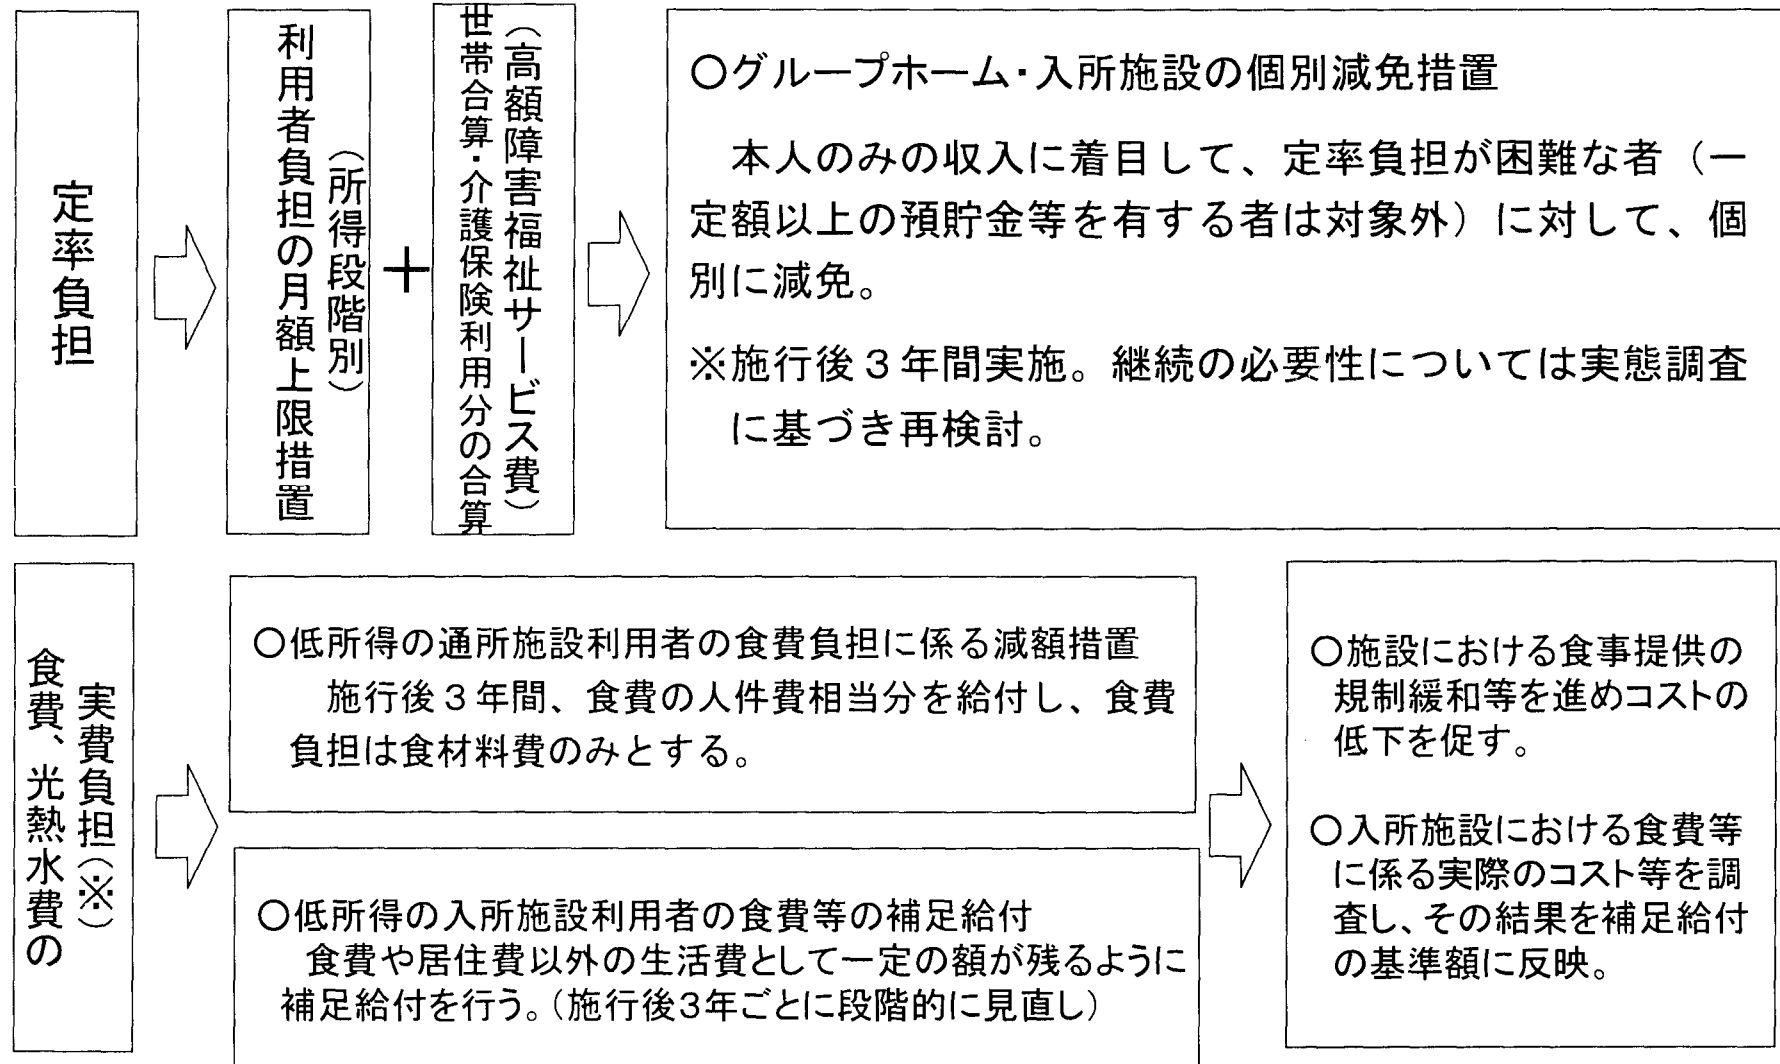 定率負担
利用者負担の月額上限措置
(所得段階別)
＋
(高額障害福祉サービス費)
世帯合算・介護保険利用分の合算
○グループホーム・入所施設の個別減免措置
本人のみの収入に着目して、定率負担が困難な者（一
定額以上の預貯金等を有する者は対象外）に対して、個
別に減免。
※施行後３年間実施。継続の必要性については実態調査
に基づき再検討。
食費、光熱水費の
実費負担(※)
○低所得の通所施設利用者の食費負担に係る減額措置
施行後３年間、食費の人件費相当分を給付し、食費
負担は食材料費のみとする。
○低所得の入所施設利用者の食費等の補足給付
食費や居住費以外の生活費として一定の額が残るように
補足給付を行う。(施行後3年ごとに段階的に見直し)
○施設における食事提供の
規制緩和等を進めコストの
低下を促す。
○入所施設における食費等
に係る実際のコスト等を調
査し、その結果を補足給付
の基準額に反映。